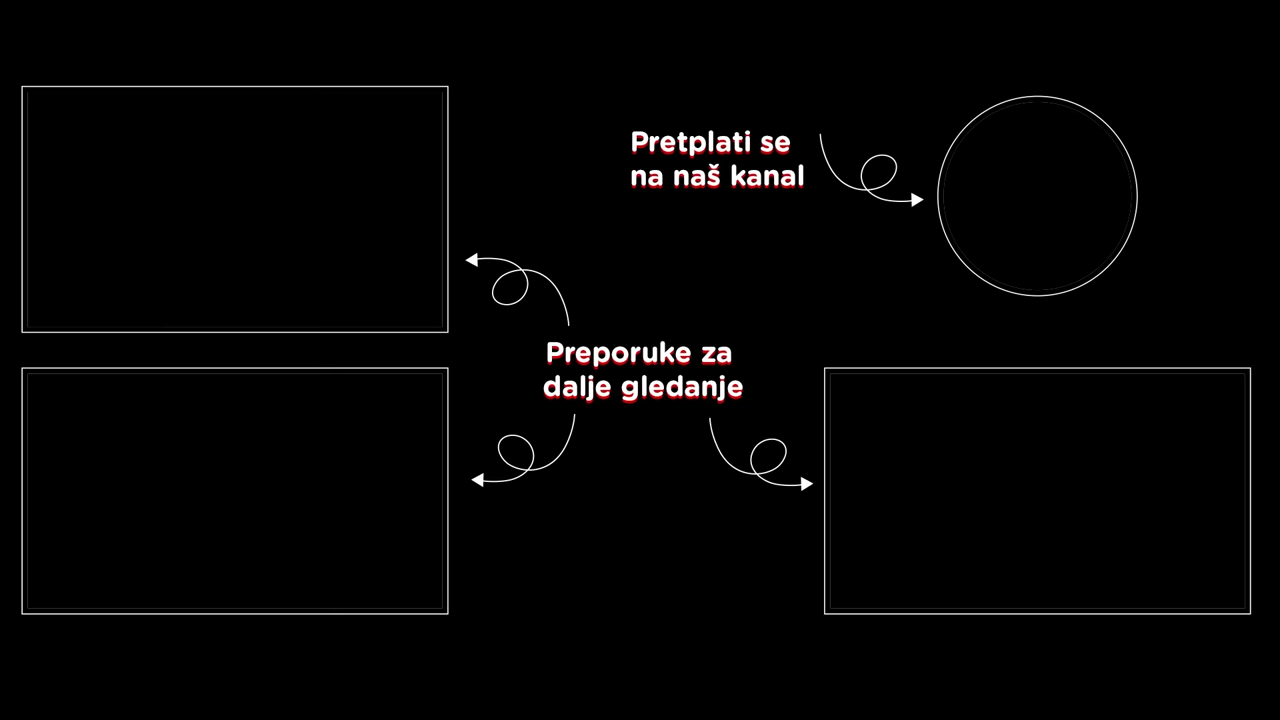 Pretplati se
na naš kanal
Preporuke za
dalje gledanje